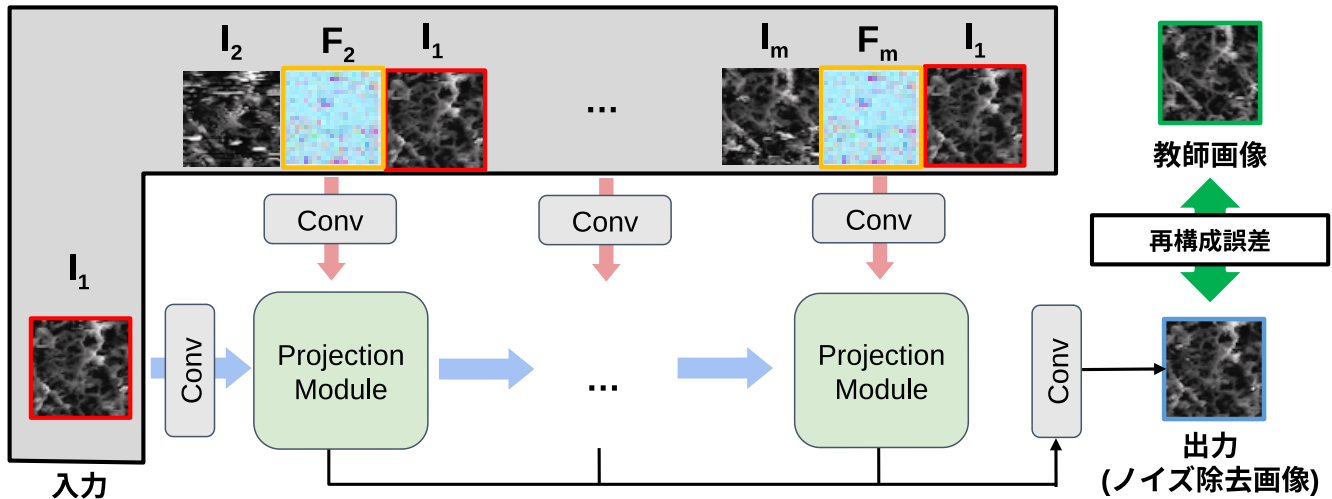 I2 F2 I1 ... Im Fm I1
Conv
Conv
Conv
教師画像
再構成誤差
I1
Conv
Projection
Module
...
Projection
Module
Conv
入力
出力
(ノイズ除去画像)